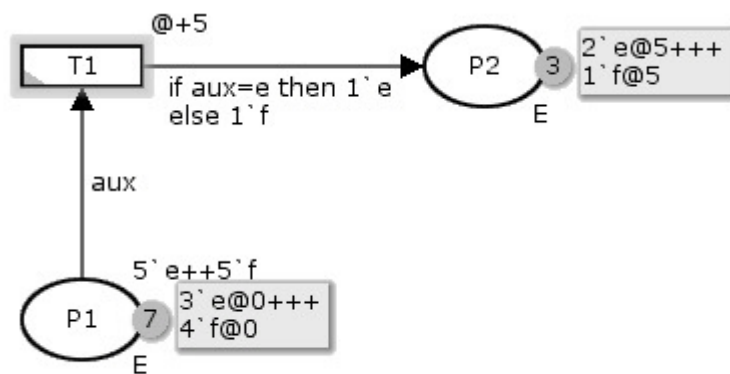 @+5
T1
if aux=e then 1`e
else 1`f
P2
3
2`e@5+++
1`f@5
E
aux
5`e++5`f
P1
7
3`e@0+++
4`f@0
E